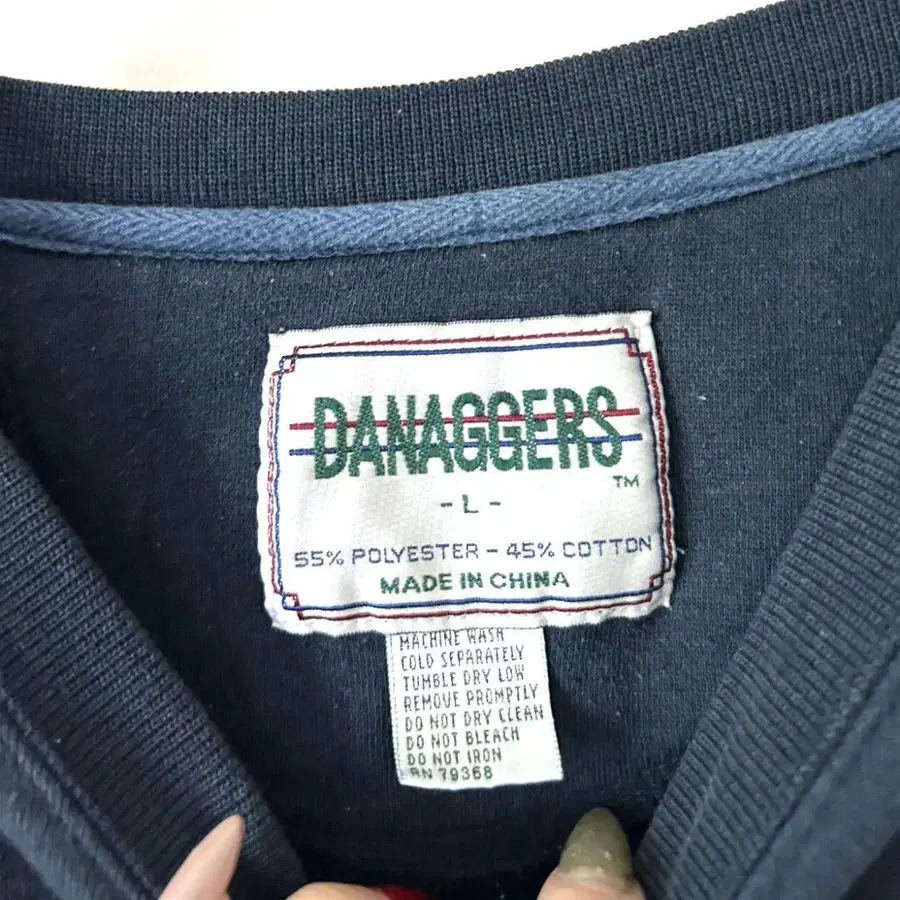 DANAGGERS
TM
- L -
55% POLYESTER - 45% COTTON
MADE IN CHINA
MACHINE WASH
COLD SEPARATELY
TUMBLE DRY LOW
REMOVE PROMPTLY
DO NOT DRY CLEAN
DO NOT BLEACH
DO NOT IRON
RN 79368